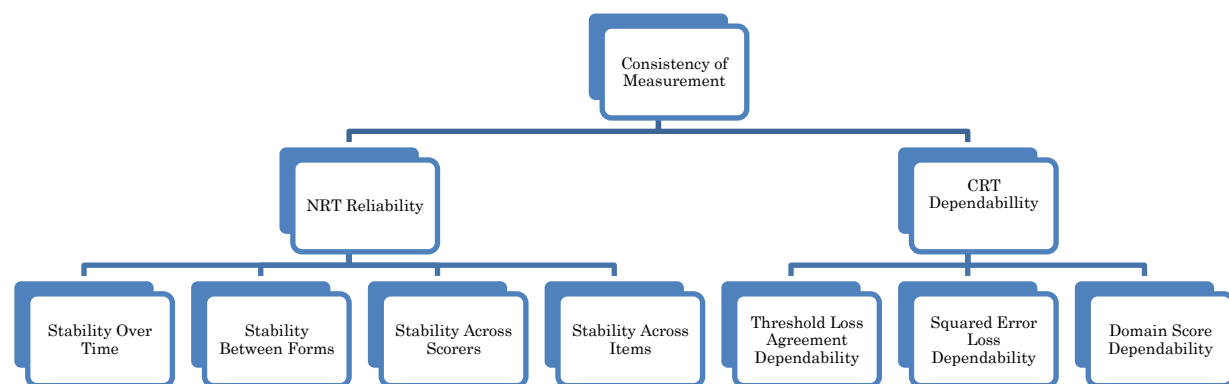 Consistency of
Measurement
NRT Reliability
CRT
Dependabillity
Stability Over
Time
Stability
Between Forms
Stability Across
Scorers
Stability Across
Items
Threshold Loss
Agreement
Dependability
Squared Error
Loss
Dependability
Domain Score
Dependability